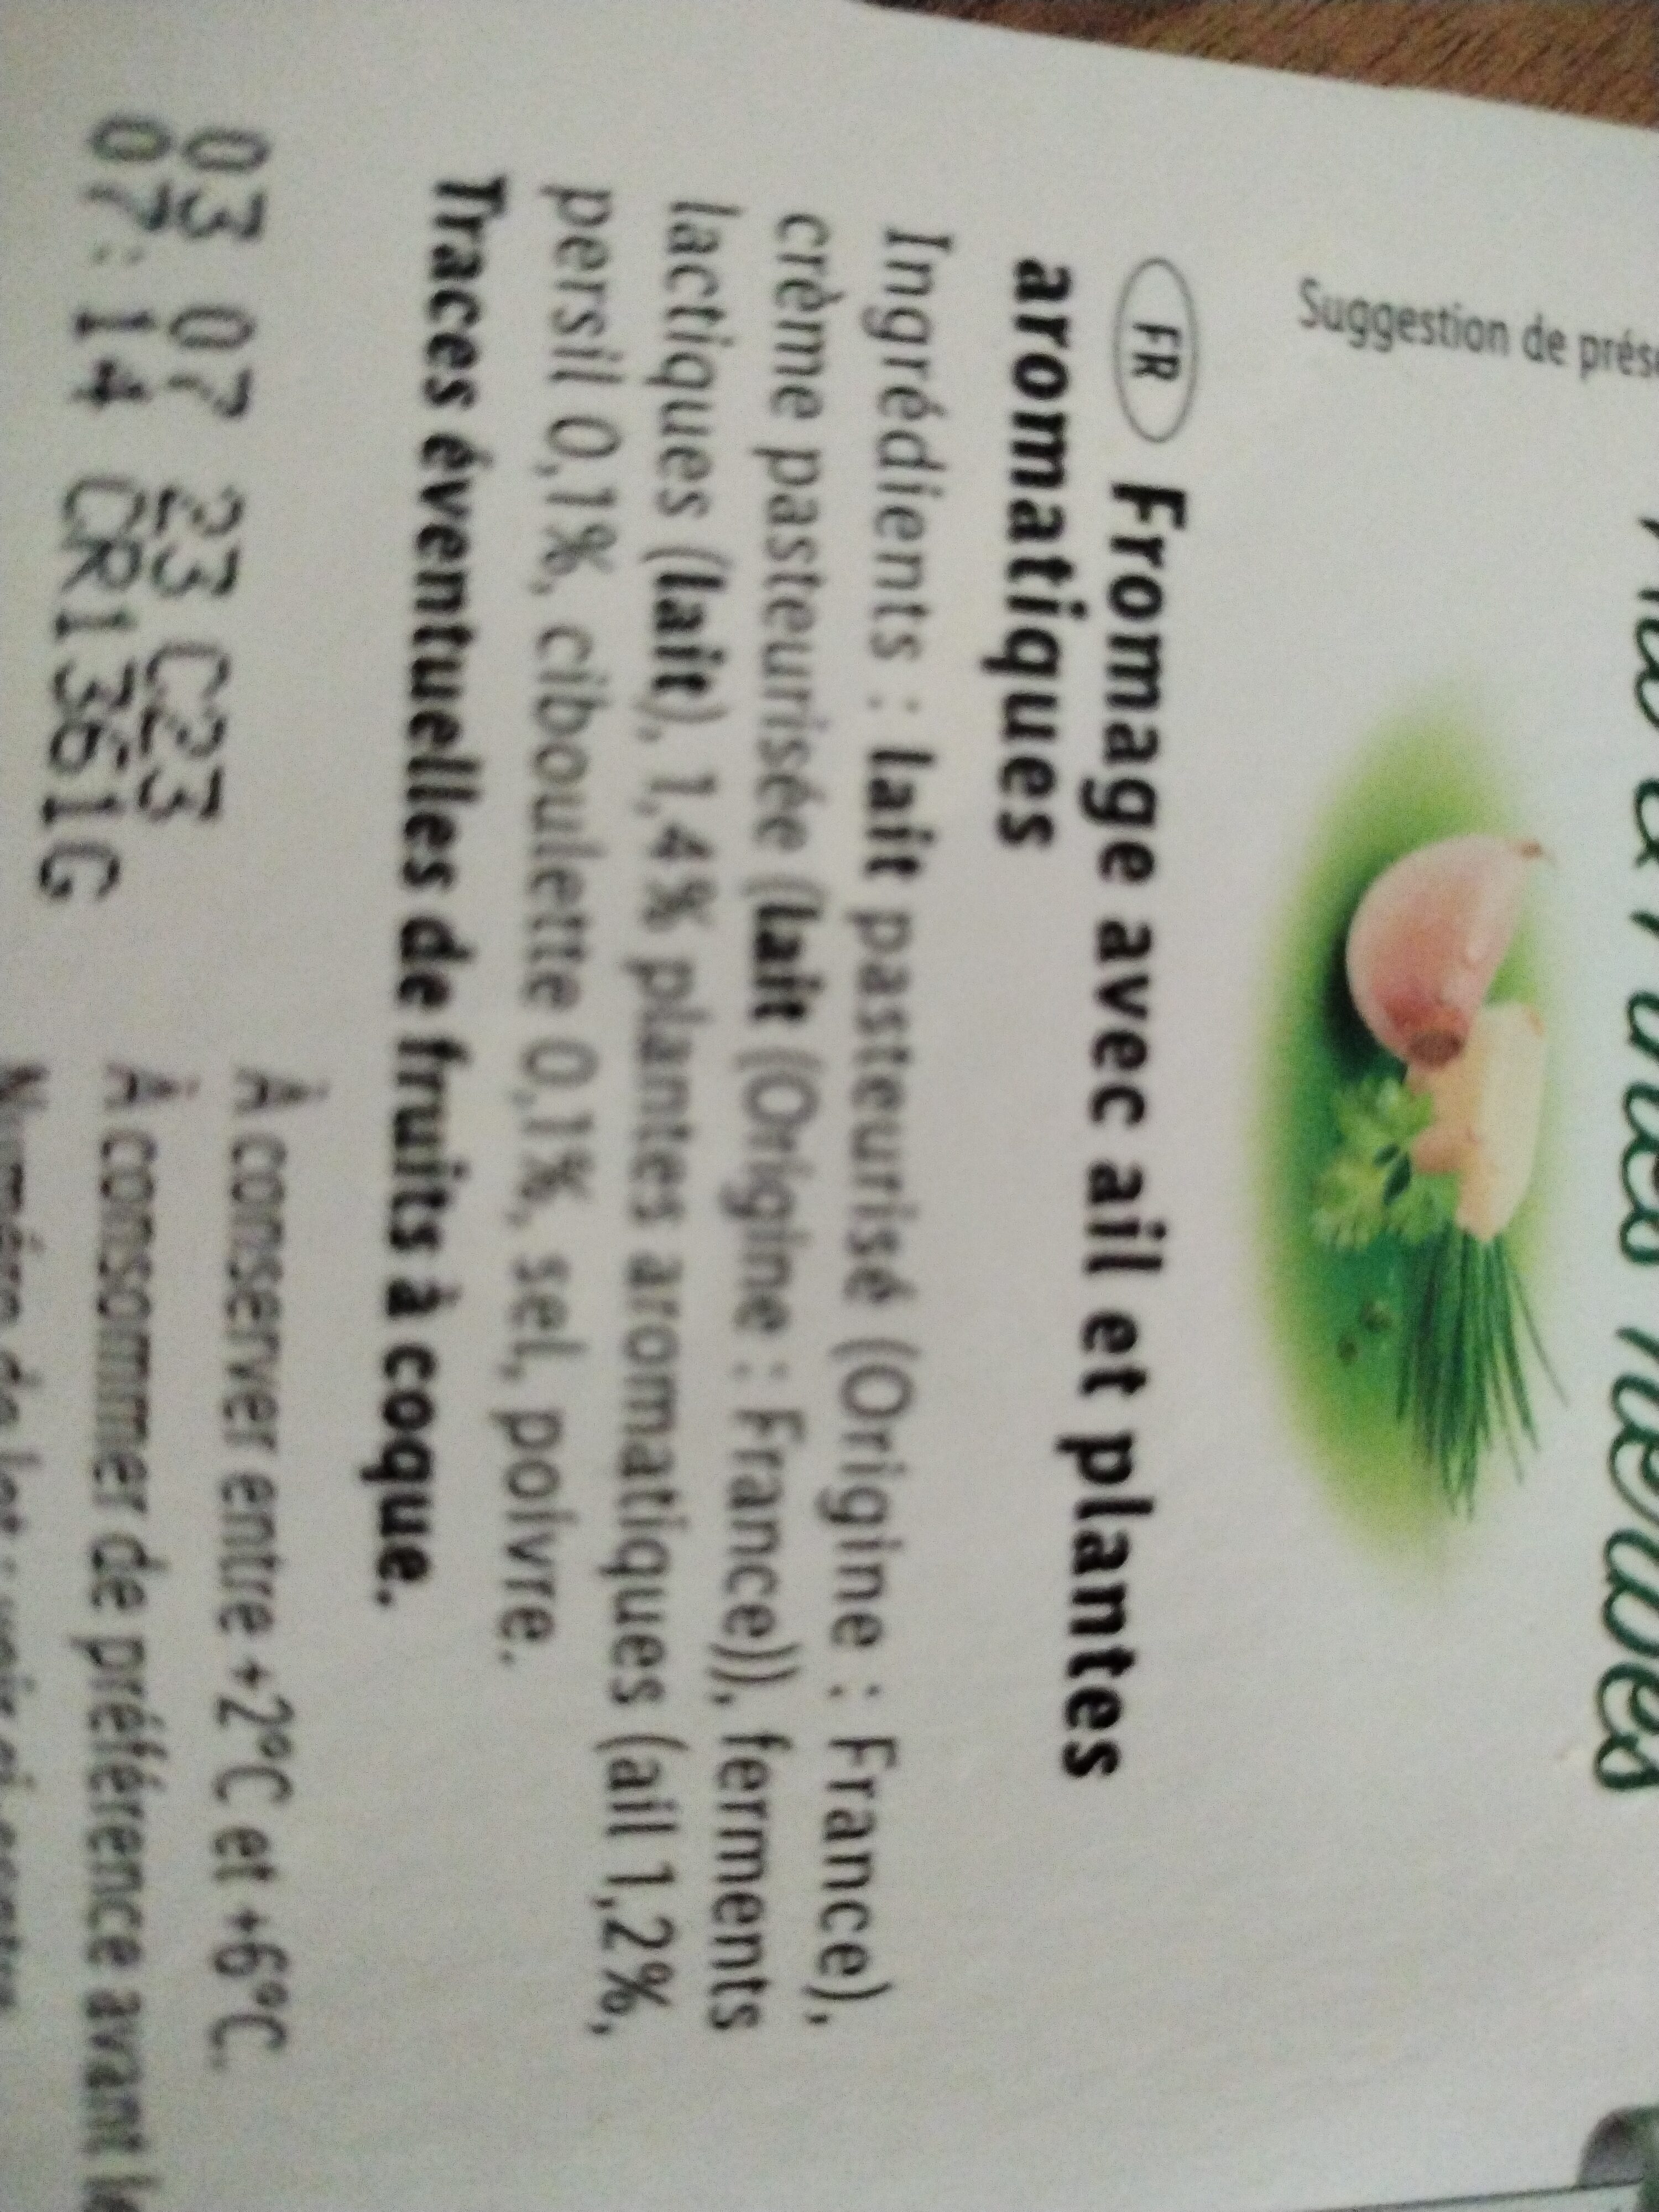 Suggestion de prés
FR Fromage avec ail et plantes
aromatiques
Ingrédients : lait pasteurisé (Origine : France),
crème pasteurisée (lait (Origine : France)), ferments
lactiques (lait), 1,4% plantes aromatiques (ail 1,2%,
persil 0,1%, ciboulette 0,1%, sel, poivre.
Traces éventuelles de fruits à coque.
03 07 23 C23
07:14 CR1361G
À conserver entre +2°C et +6°C.
À consommer de préférence avant le